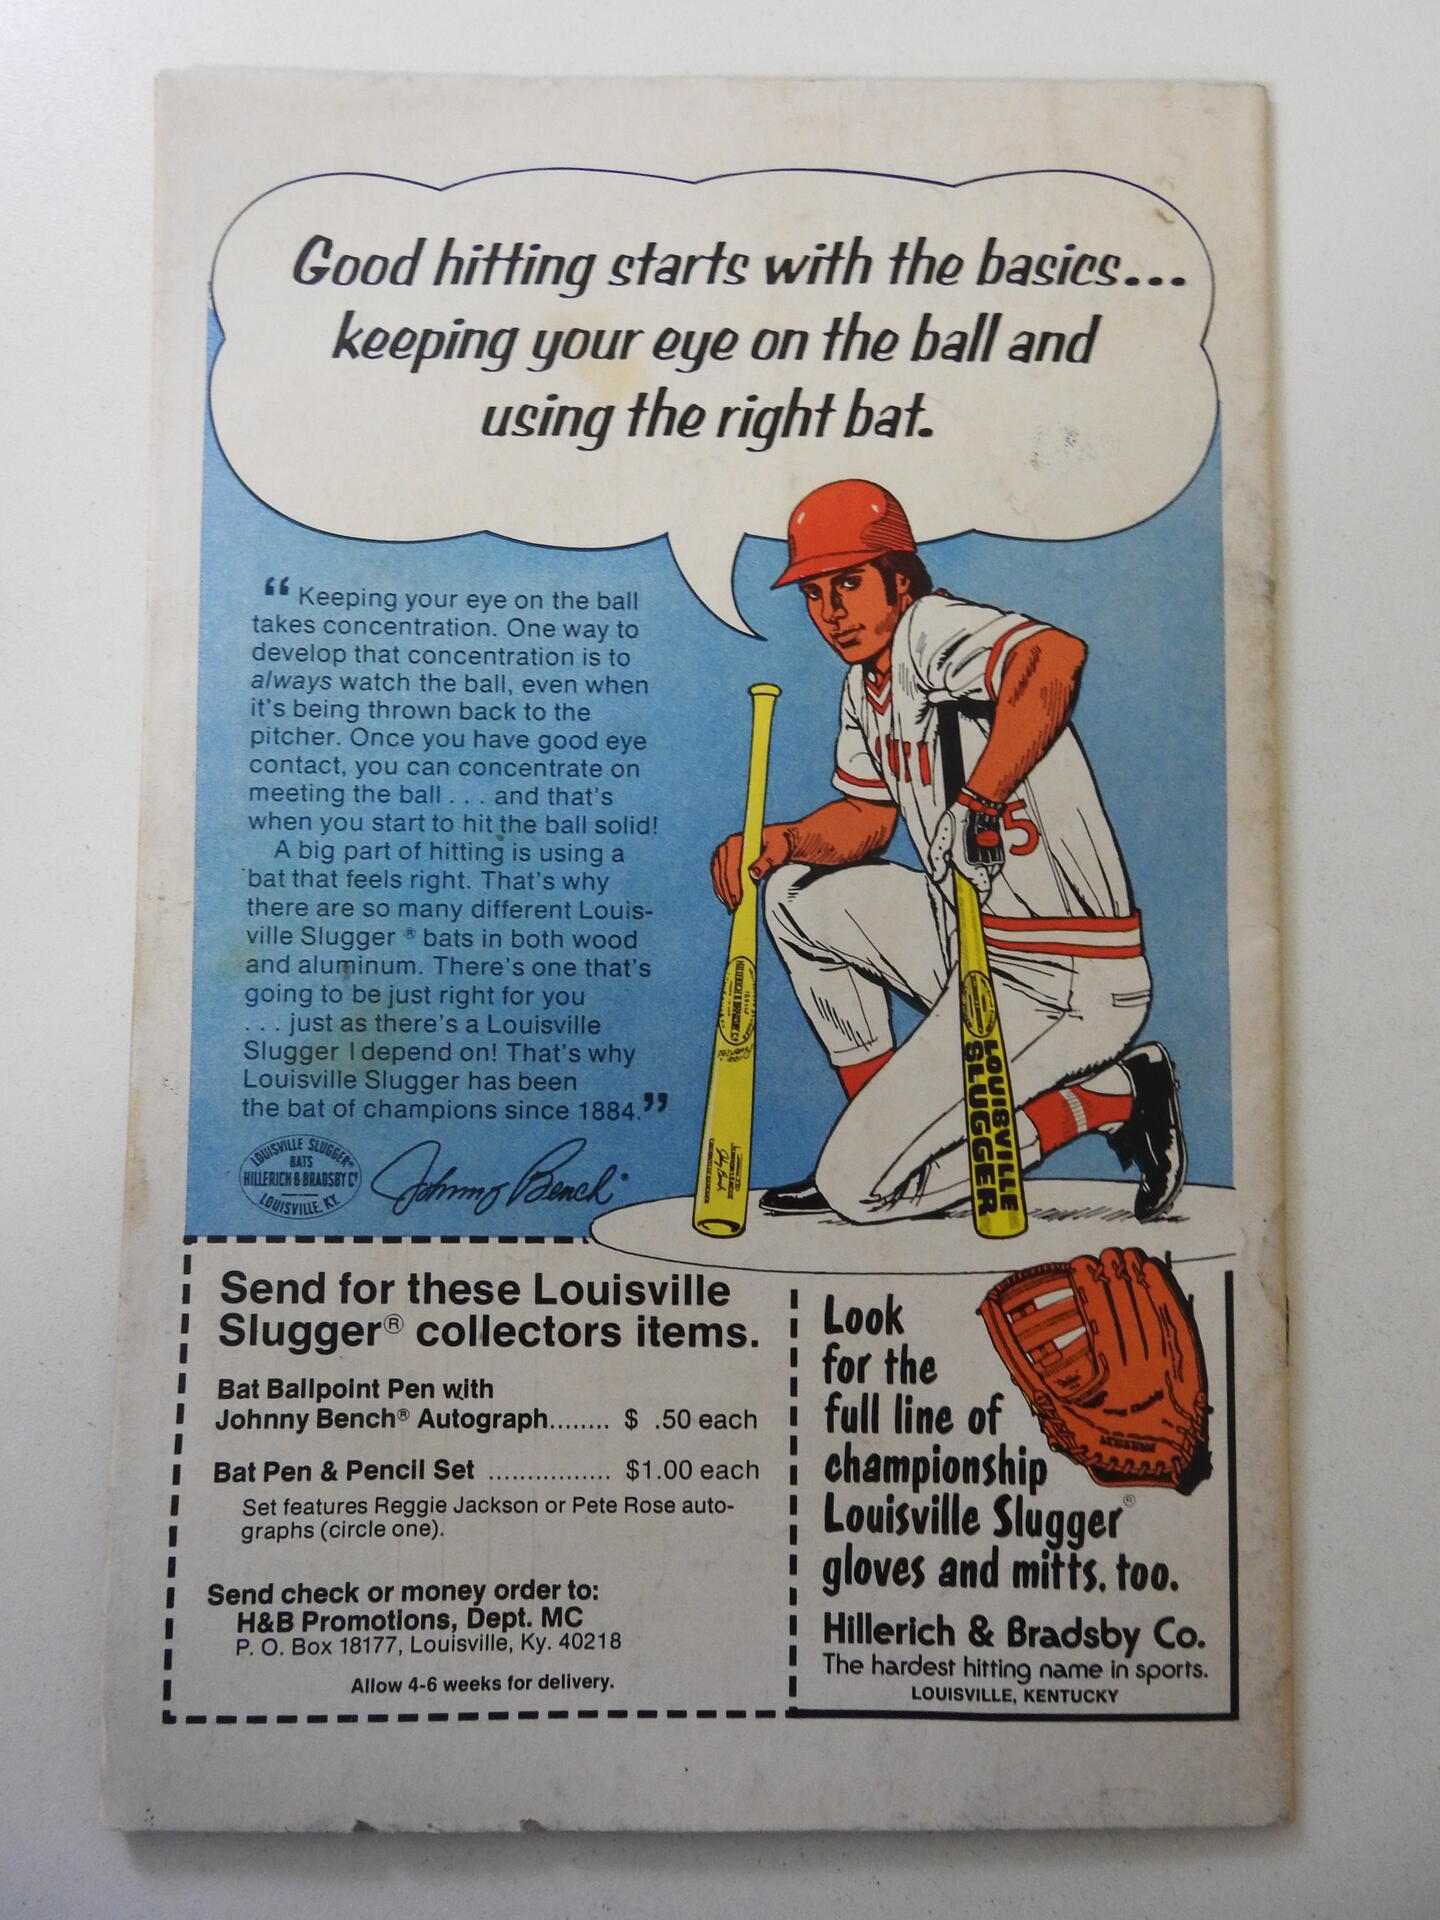 Good hitting starts with the basics...
keeping your eye on the ball and
using the right bat.
“ Keeping your eye on the ball
takes concentration. One way to
develop that concentration is to
always watch the ball, even when
it's being thrown back to the
pitcher. Once you have good eye
contact, you can concentrate on
meeting the ball . . . and that's
when you start to hit the ball solid!
A big part of hitting is using a
bat that feels right. That's why
there are so many different Louis-
ville Slugger ® bats in both wood
and aluminum. There's one that's
going to be just right for you
. . . just as there's a Louisville
Slugger I depend on! That's why
Louisville Slugger has been
the bat of champions since 1884.”
LOUISVILLE SLUGGER®
BATS
HILLERICH & BRADSBY Cº
LOUISVILLE, KY.
Johnny Bench
5
HILLERICH & BRADSBY Cº
LOUISVILLE
SLUGGER
Send for these Louisville
Slugger® collectors items.
Bat Ballpoint Pen with
Johnny Bench® Autograph........ $ .50 each
Bat Pen & Pencil Set ................ $1.00 each
Set features Reggie Jackson or Pete Rose auto-
graphs (circle one).
Send check or money order to:
H&B Promotions, Dept. MC
P. O. Box 18177, Louisville, Ky. 40218
Allow 4-6 weeks for delivery.
Look
for the
full line of
championship
Louisville Slugger®
gloves and mitts, too.
Hillerich & Bradsby Co.
The hardest hitting name in sports.
LOUISVILLE, KENTUCKY